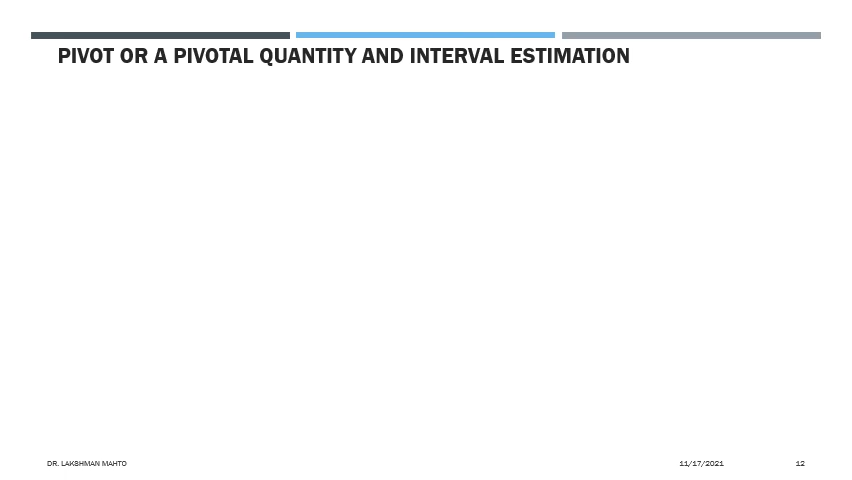 PIVOT OR A PIVOTAL QUANTITY AND INTERVAL ESTIMATION
DR. LAKSHMAN MAHTO
11/17/2021
12